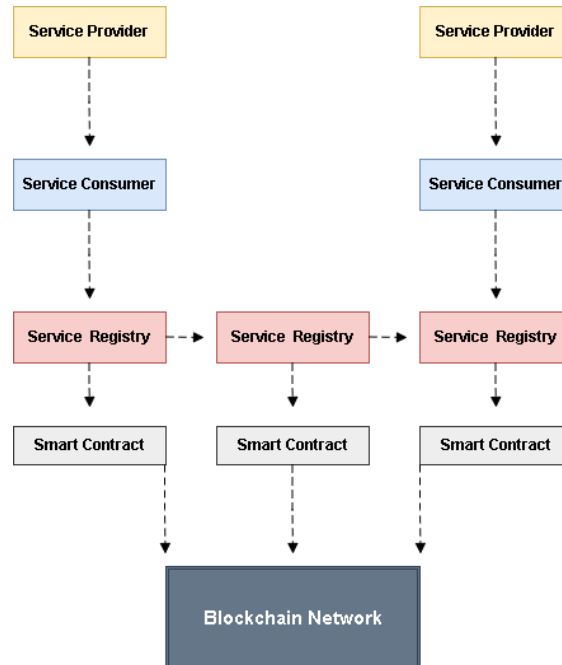 Service Provider
Service Provider
Service Consumer
Service Consumer
Service Registry
Service Registry
Service Registry
Smart Contract
Smart Contract
Smart Contract
Blockchain Network